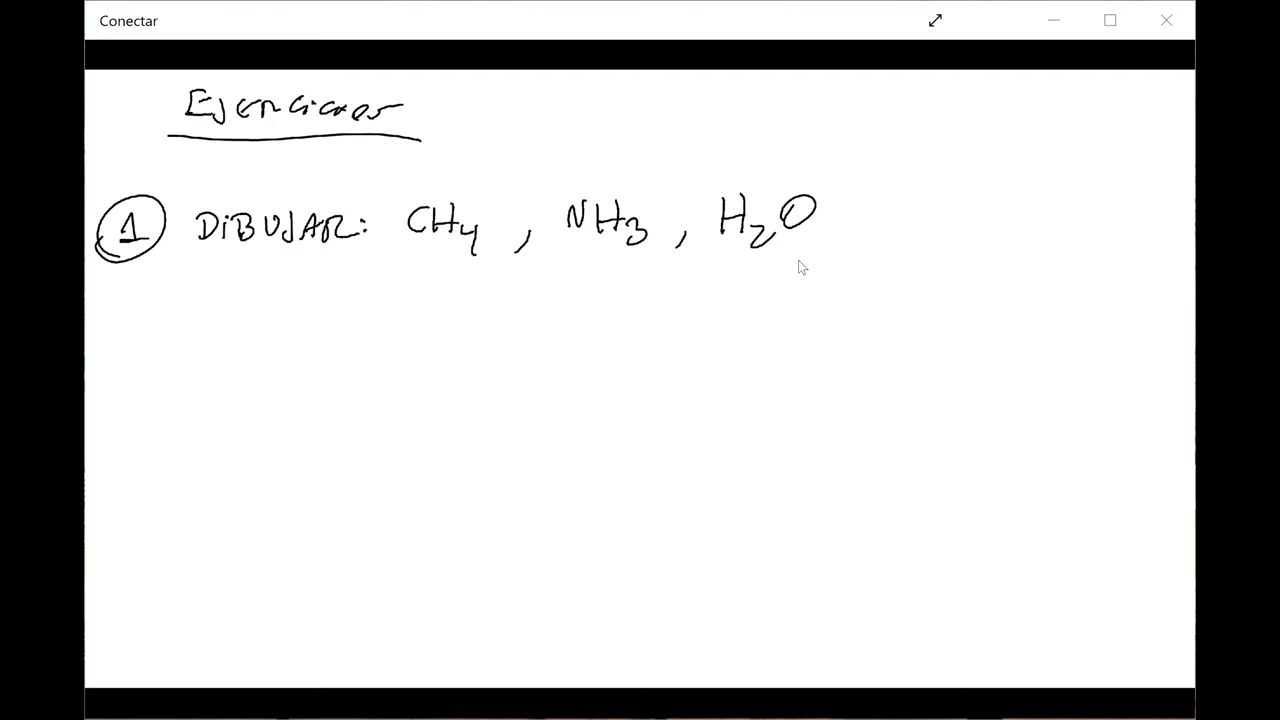 Conectar
Ejercicios
1 DIBUJAR: CH₄, NH₃, H₂O